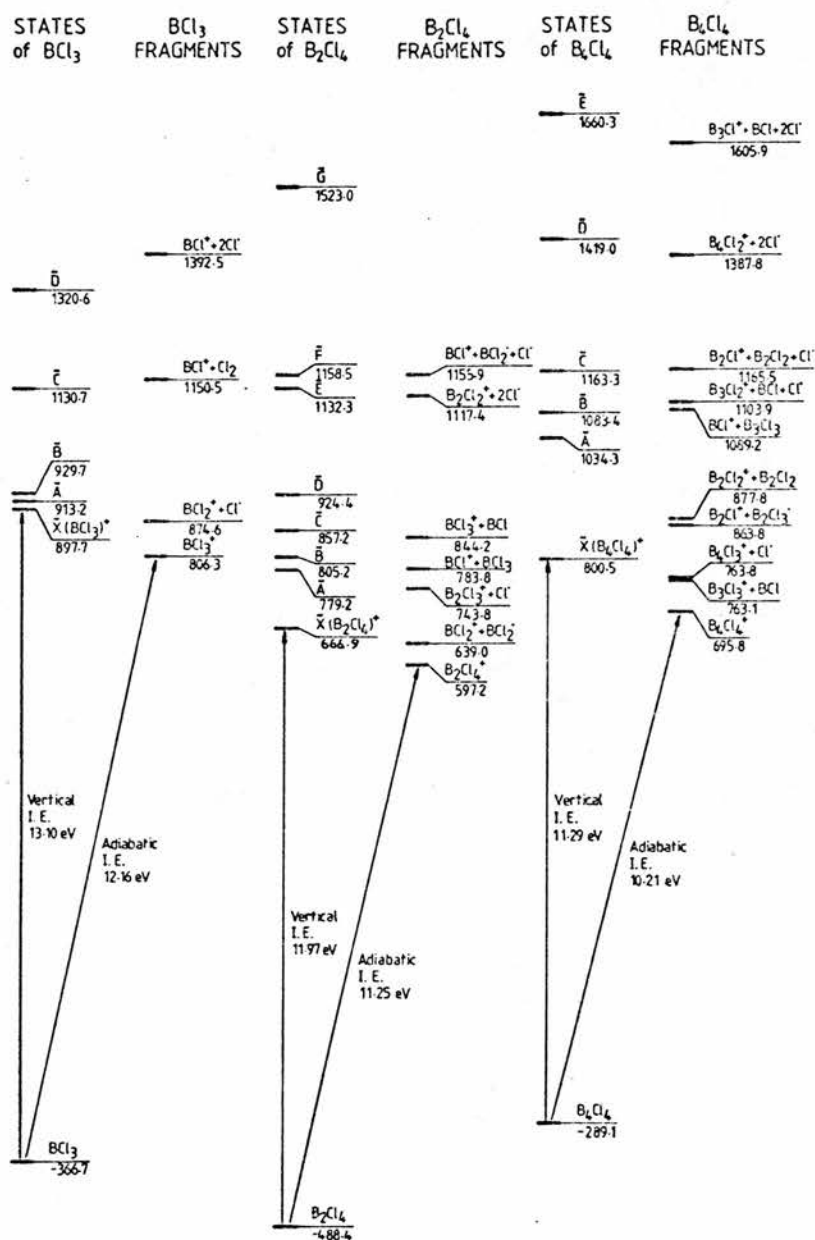 STATES of BCl₃
BCl₃ FRAGMENTS
STATES of B₂Cl₄
B₂Cl₄ FRAGMENTS
STATES of B₄Cl₄
B₄Cl₄ FRAGMENTS
D̃
1320·6
C̃
1130·7
B̃
929·7
Ã
913·2
X̃(BCl₃)⁺
897·7
BCl₃
-366·7
Vertical
I. E.
13·10 eV
Adiabatic
I. E.
12·16 eV
BCl⁺ + 2Cl·
1392·5
BCl⁺ + Cl₂
1150·5
BCl₂⁺ + Cl·
874·6
BCl₃⁺
806·3
G̃
1523·0
F̃
1158·5
Ẽ
1132·3
D̃
924·4
C̃
857·2
B̃
805·2
Ã
779·2
X̃(B₂Cl₄)⁺
666·9
B₂Cl₄
-488·4
Vertical
I. E.
11·97 eV
Adiabatic
I. E.
11·25 eV
BCl⁺ + BCl₂· + Cl·
1155·9
B₂Cl₂⁺ + 2Cl·
1117·4
BCl₃⁺ + BCl
844·2
BCl⁺ + BCl₃
783·8
B₂Cl₃⁺ + Cl·
743·8
BCl₂⁺ + BCl₂·
639·0
B₂Cl₄⁺
597·2
Ẽ
1660·3
D̃
1419·0
C̃
1163·3
B̃
1083·4
Ã
1034·3
X̃(B₄Cl₄)⁺
800·5
B₄Cl₄
-289·1
Vertical
I. E.
11·29 eV
Adiabatic
I. E.
10·21 eV
B₃Cl⁺ + BCl + 2Cl·
1605·9
B₄Cl₂⁺ + 2Cl·
1387·8
B₂Cl⁺ + B₂Cl₂ + Cl·
1165·5
B₃Cl₂⁺ + BCl + Cl·
1103·9
BCl⁺ + B₃Cl₃
1089·2
B₂Cl₂⁺ + B₂Cl₂
877·8
B₂Cl⁺ + B₂Cl₃·
863·8
B₄Cl₃⁺ + Cl·
763·8
B₃Cl₃⁺ + BCl
763·1
B₄Cl₄⁺
695·8